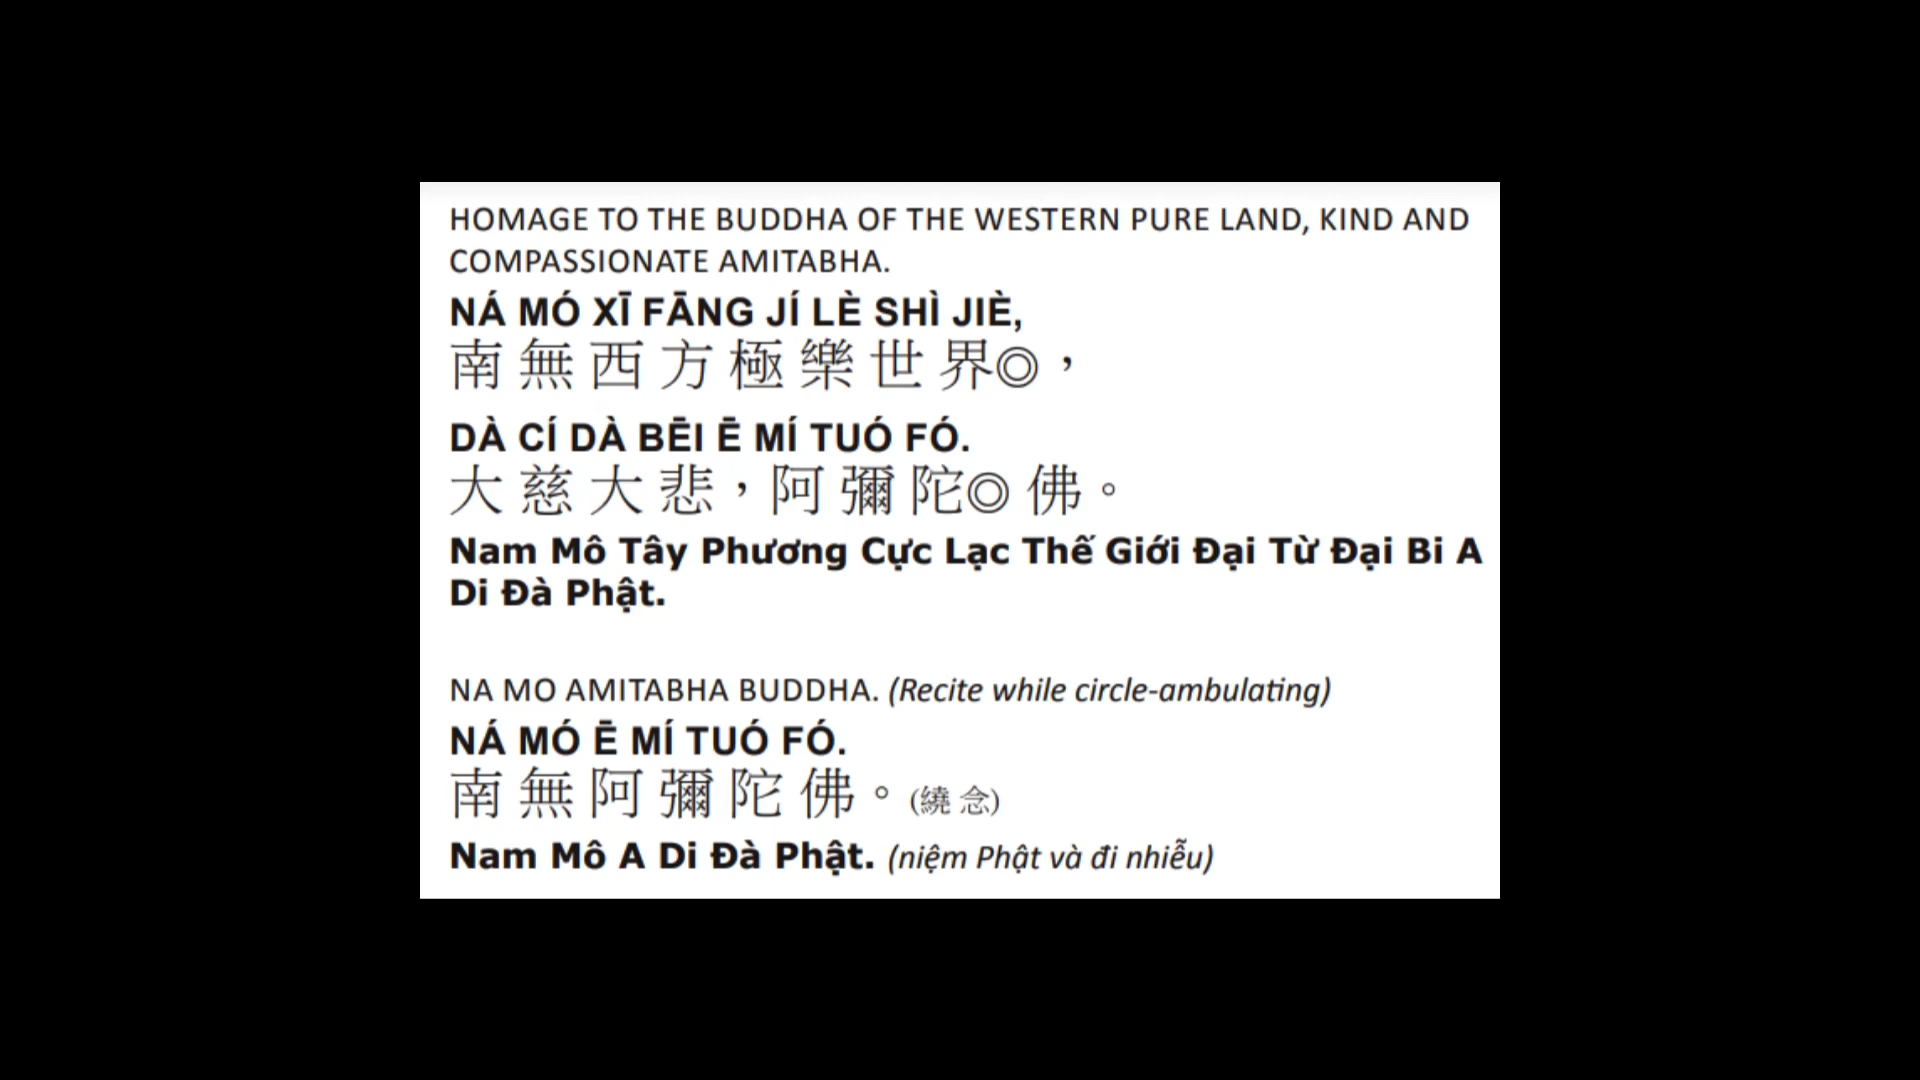 HOMAGE TO THE BUDDHA OF THE WESTERN PURE LAND, KIND AND
COMPASSIONATE AMITABHA.
NÁ MÓ XĪ FĀNG JÍ LÈ SHÌ JIÈ,
南 無 西 方 極 樂 世 界◎，
DÀ CÍ DÀ BĒI Ē MÍ TUÓ FÓ.
大 慈 大 悲，阿 彌 陀◎ 佛。
Nam Mô Tây Phương Cực Lạc Thế Giới Đại Từ Đại Bi A
Di Đà Phật.
NA MO AMITABHA BUDDHA. (Recite while circle-ambulating)
NÁ MÓ Ē MÍ TUÓ FÓ.
南 無 阿 彌 陀 佛。(繞 念)
Nam Mô A Di Đà Phật. (niệm Phật và đi nhiễu)